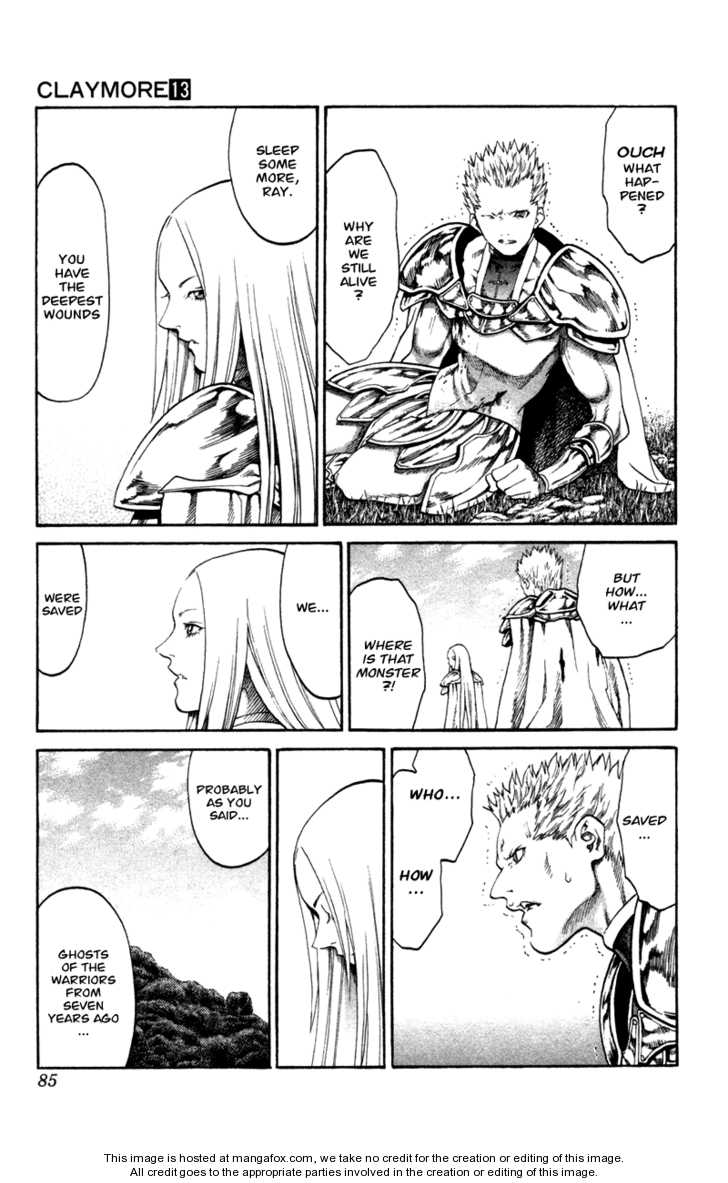 CLAYMORE 13
OUCH
WHAT
HAP-
PENED
?
WHY
ARE
WE
STILL
ALIVE
?
SLEEP
SOME
MORE,
RAY.
YOU
HAVE
THE
DEEPEST
WOUNDS
BUT
HOW...
WHAT
...
WHERE
IS THAT
MONSTER
?!
WE...
WERE
SAVED
SAVED
...
WHO...
HOW
...
PROBABLY
AS YOU
SAID...
GHOSTS
OF THE
WARRIORS
FROM
SEVEN
YEARS AGO
...
85
This image is hosted at mangafox.com, we take no credit for the creation or editing of this image.
All credit goes to the appropriate parties involved in the creation or editing of this image.